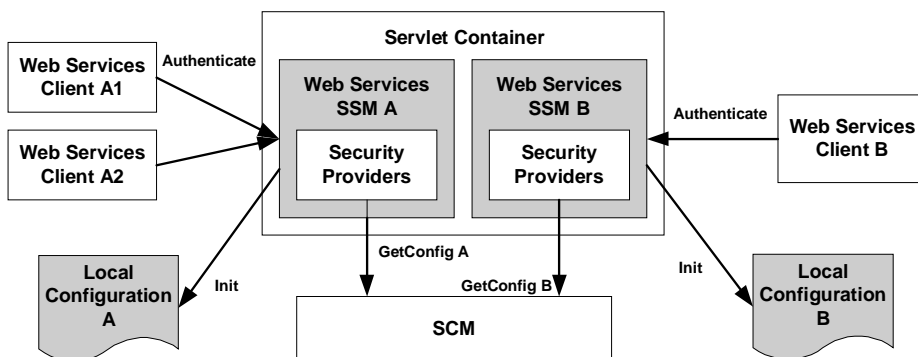 Servlet Container
Web Services
Client A1
Authenticate
Web Services
SSM A
Web Services
SSM B
Authenticate
Web Services
Client A2
Security
Providers
Security
Providers
Web Services
Client B
GetConfig A
Local
Configuration
A
Init
GetConfig B
Init
Local
Configuration
B
SCM